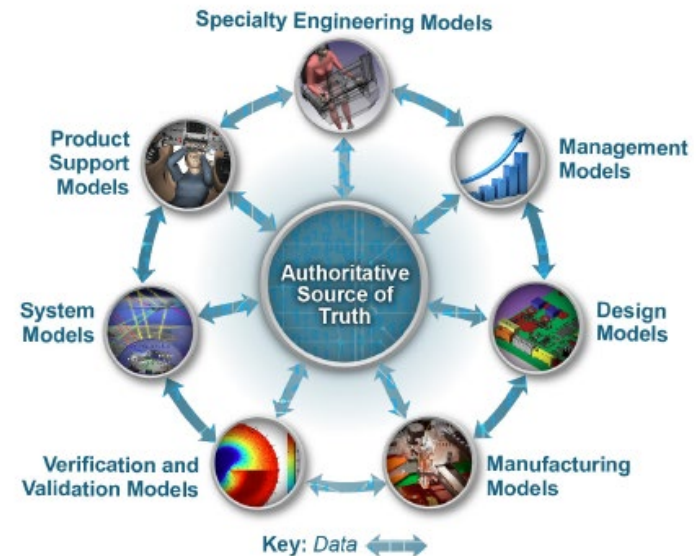 Specialty Engineering Models
Product
Support
Models
Management
Models
Authoritative
Source of
Truth
System
Models
Design
Models
Verification and
Validation Models
Manufacturing
Models
Key: Data